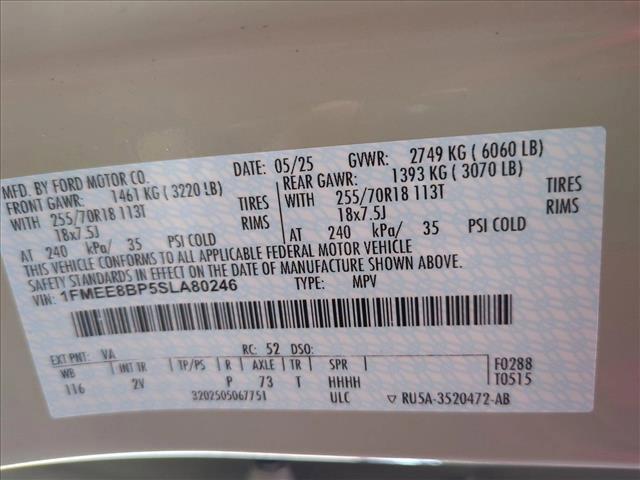 MFD. BY FORD MOTOR CO. DATE: 05/25 GVWR: 2749 KG ( 6060 LB)
FRONT GAWR: 1461 KG ( 3220 LB) REAR GAWR: 1393 KG ( 3070 LB)
WITH 255/70R18 113T TIRES WITH 255/70R18 113T TIRES
18x7.5J RIMS 18x7.5J RIMS
AT 240 kPa/ 35 PSI COLD AT 240 kPa/ 35 PSI COLD
THIS VEHICLE CONFORMS TO ALL APPLICABLE FEDERAL MOTOR VEHICLE
SAFETY STANDARDS IN EFFECT ON THE DATE OF MANUFACTURE SHOWN ABOVE.
VIN: 1FMEE8BP5SLA80246 TYPE: MPV
EXT PNT: VA RC: 52 DSO:
WB INT TR TP/PS R AXLE TR SPR F0288
116 2V P 73 T HHHH T0515
3202505067751 ULC ▽ RU5A-3520472-AB